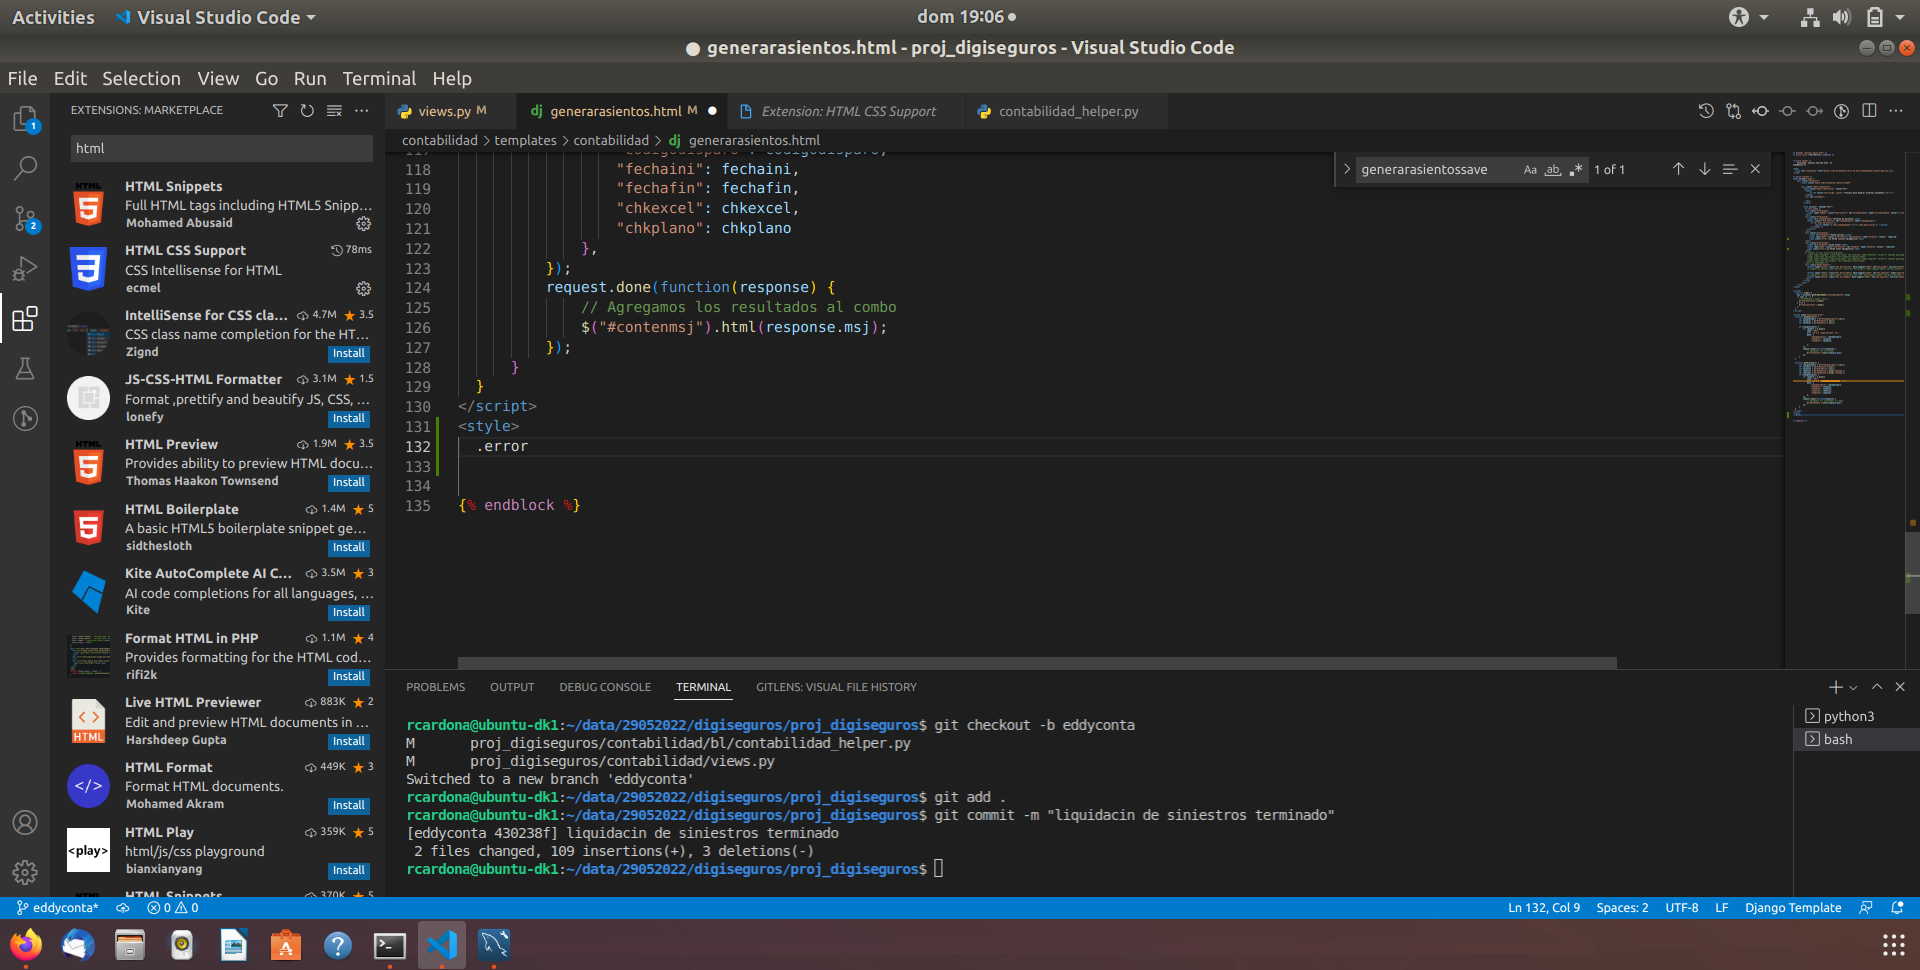 Activities
Visual Studio Code
dom 19:06
generarasientos.html - proj_digiseguros - Visual Studio Code
File Edit Selection View Go Run Terminal Help
EXTENSIONS: MARKETPLACE
html
HTML Snippets
Full HTML tags including HTML5 Snipp...
Mohamed Abusaid
HTML CSS Support 78ms
CSS Intellisense for HTML
ecmel
IntelliSense for CSS cla... 4.7M 3.5
CSS class name completion for the HT...
Zignd Install
JS-CSS-HTML Formatter 3.1M 1.5
Format ,prettify and beautify JS, CSS, ...
lonefy Install
HTML Preview 1.9M 3.5
Provides ability to preview HTML docu...
Thomas Haakon Townsend Install
HTML Boilerplate 1.4M 5
A basic HTML5 boilerplate snippet ge...
sidthesloth Install
Kite AutoComplete AI C... 3.5M 3
AI code completions for all languages, ...
Kite Install
Format HTML in PHP 1.1M 4
Provides formatting for the HTML cod...
rifi2k Install
Live HTML Previewer 883K 2
Edit and preview HTML documents in ...
Harshdeep Gupta Install
HTML Format 449K 3
Format HTML documents.
Mohamed Akram Install
HTML Play 359K 5
html/js/css playground
bianxianyang Install
HTML Snippets 370K 5
views.py M
dj generarasientos.html M
Extension: HTML CSS Support
contabilidad_helper.py
contabilidad > templates > contabilidad > dj generarasientos.html
generarasientossave Aa ab 1 of 1
118 "fechaini": fechaini,
119 "fechafin": fechafin,
120 "chkexcel": chkexcel,
121 "chkplano": chkplano
122 },
123 });
124 request.done(function(response) {
125 // Agregamos los resultados al combo
126 $("#contenmsj").html(response.msj);
127 });
128 }
129 }
130 </script>
131 <style>
132 .error
133
134
135 {% endblock %}
PROBLEMS OUTPUT DEBUG CONSOLE TERMINAL GITLENS: VISUAL FILE HISTORY
rcardona@ubuntu-dk1:~/data/29052022/digiseguros/proj_digiseguros$ git checkout -b eddyconta
M proj_digiseguros/contabilidad/bl/contabilidad_helper.py
M proj_digiseguros/contabilidad/views.py
Switched to a new branch 'eddyconta'
rcardona@ubuntu-dk1:~/data/29052022/digiseguros/proj_digiseguros$ git add .
rcardona@ubuntu-dk1:~/data/29052022/digiseguros/proj_digiseguros$ git commit -m "liquidacin de siniestros terminado"
[eddyconta 430238f] liquidacin de siniestros terminado
2 files changed, 109 insertions(+), 3 deletions(-)
rcardona@ubuntu-dk1:~/data/29052022/digiseguros/proj_digiseguros$
python3
bash
eddyconta* 0 0
Ln 132, Col 9 Spaces: 2 UTF-8 LF Django Template